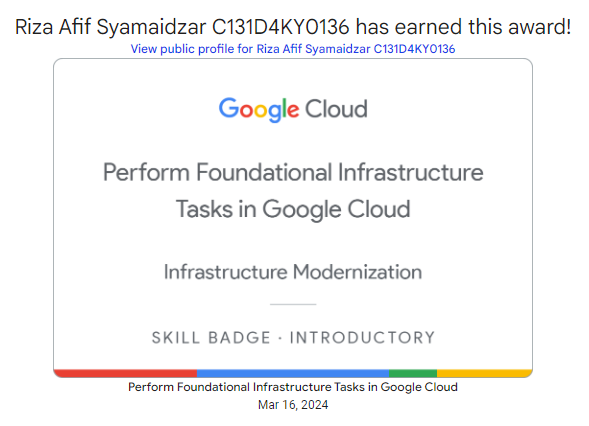 Riza Afif Syamaidzar C131D4KY0136 has earned this award!
View public profile for Riza Afif Syamaidzar C131D4KY0136
Google Cloud
Perform Foundational Infrastructure
Tasks in Google Cloud
Infrastructure Modernization
SKILL BADGE · INTRODUCTORY
Perform Foundational Infrastructure Tasks in Google Cloud
Mar 16, 2024